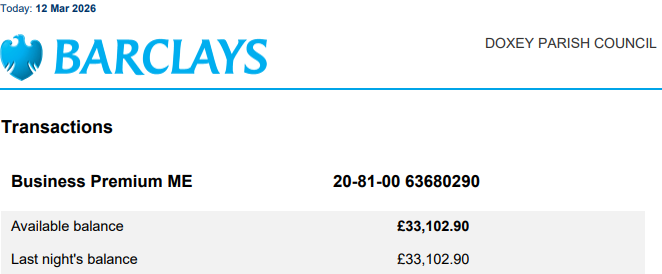 Today: 12 Mar 2026
BARCLAYS
DOXEY PARISH COUNCIL
Transactions
Business Premium ME 20-81-00 63680290
Available balance £33,102.90
Last night's balance £33,102.90